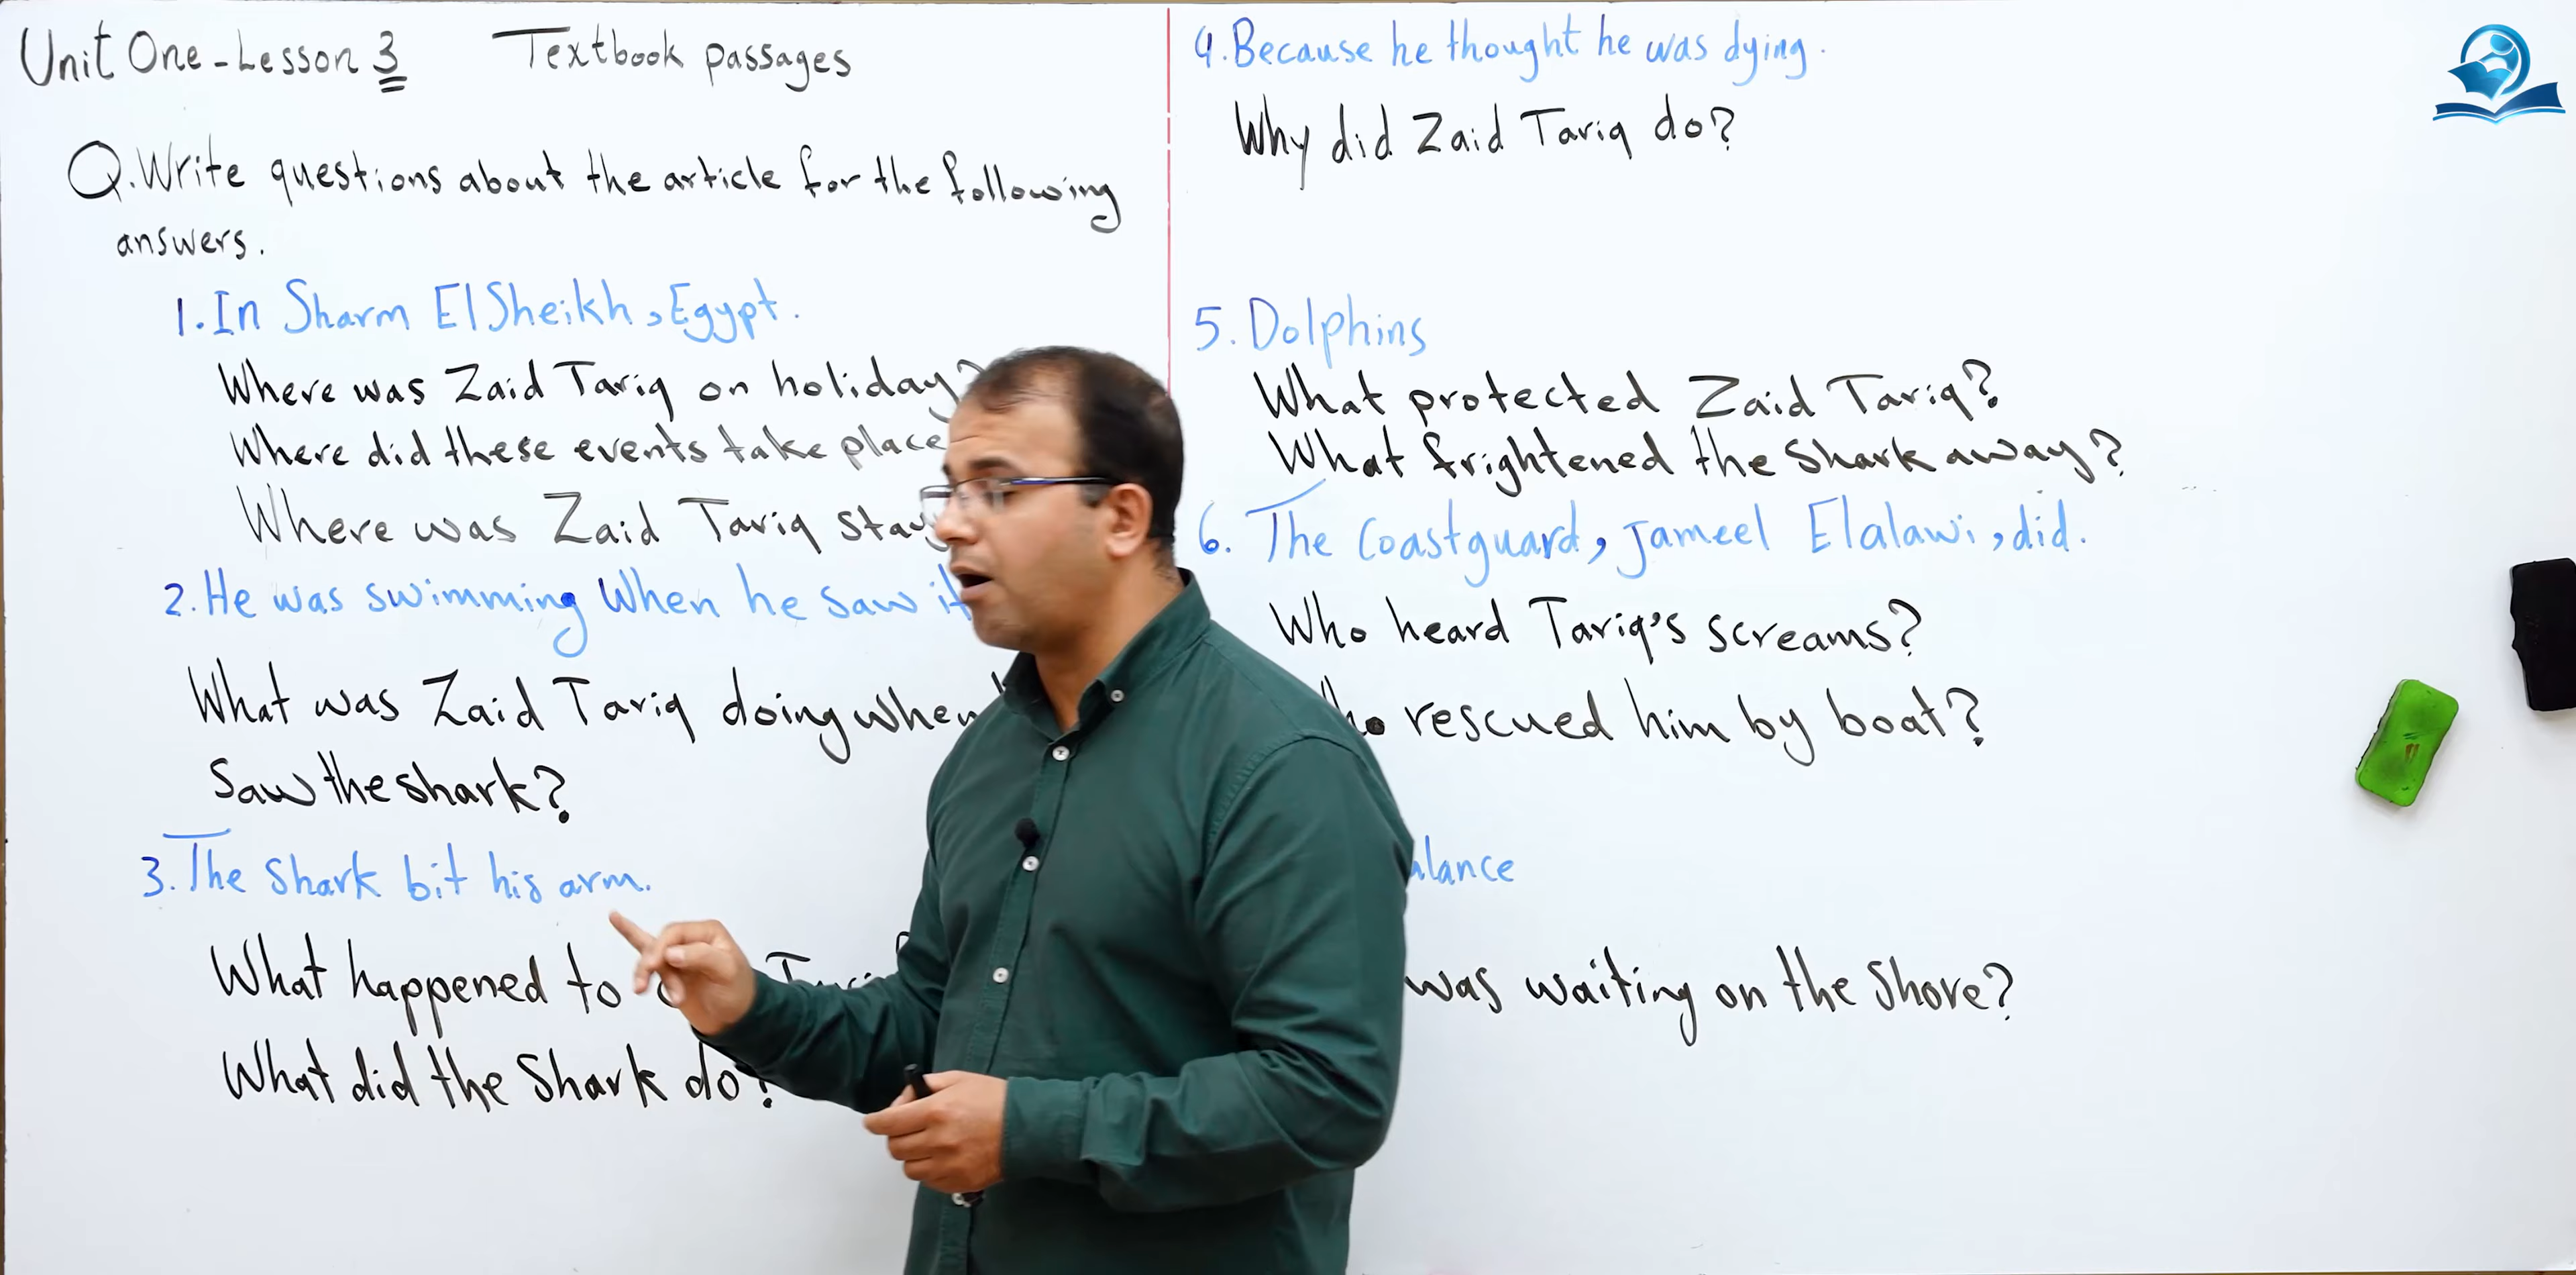 Unit One - Lesson 3 Textbook passages
Q. Write questions about the article for the following
answers.
1. In Sharm El Sheikh, Egypt.
Where was Zaid Tariq on holiday?
Where did these events take place
Where was Zaid Tariq
2. He was swimming When he saw it
What was Zaid Tariq doing when
Saw the shark?
3. The Shark bit his arm.
What happened to
What did the Shark do?
4. Because he thought he was dying.
Why did Zaid Tariq do?
5. Dolphins
What protected Zaid Tariq?
What frightened the Shark away?
6. The Coastguard, Jameel Elalawi, did.
Who heard Tariq's screams?
rescued him by boat?
was waiting on the Shore?